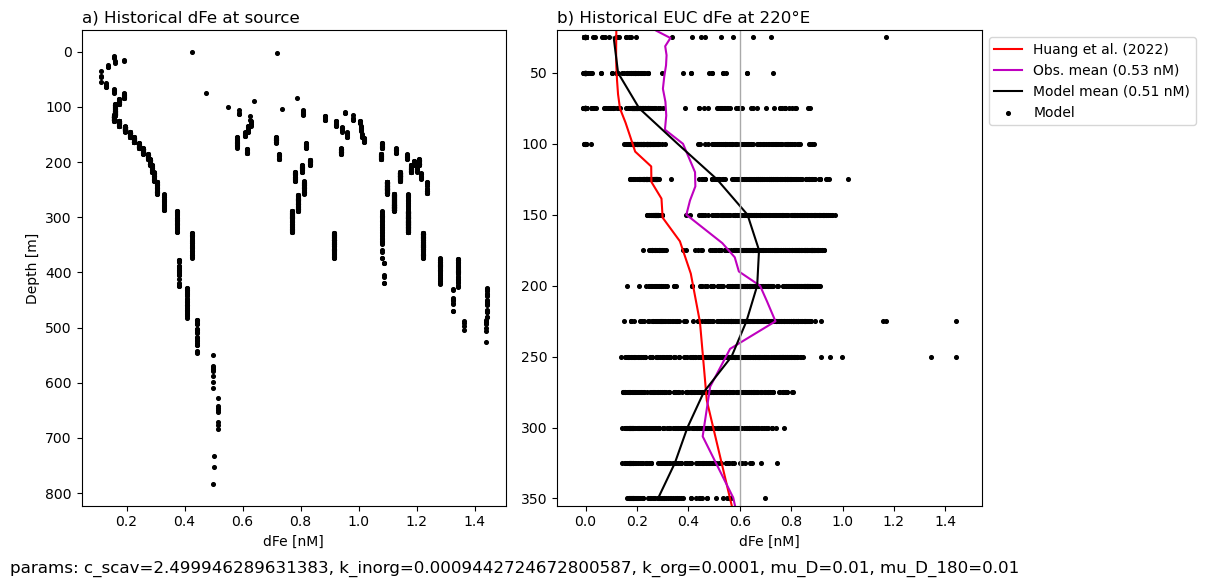 a) Historical dFe at source
b) Historical EUC dFe at 220°E
0
100
200
300
400
500
600
700
800
Depth [m]
0.2 0.4 0.6 0.8 1.0 1.2 1.4
dFe [nM]
50
100
150
200
250
300
350
0.0 0.2 0.4 0.6 0.8 1.0 1.2 1.4
dFe [nM]
Huang et al. (2022)
Obs. mean (0.53 nM)
Model mean (0.51 nM)
Model
params: c_scav=2.499946289631383, k_inorg=0.0009442724672800587, k_org=0.0001, mu_D=0.01, mu_D_180=0.01